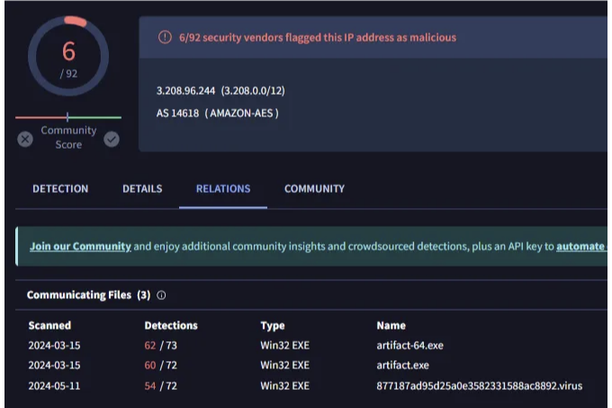 6
/ 92
Community
Score
6/92 security vendors flagged this IP address as malicious
3.208.96.244 (3.208.0.0/12)
AS 14618 ( AMAZON-AES )
DETECTION DETAILS RELATIONS COMMUNITY
Join our Community and enjoy additional community insights and crowdsourced detections, plus an API key to automate
Communicating Files (3)
Scanned Detections Type Name
2024-03-15 62 / 73 Win32 EXE artifact-64.exe
2024-03-15 60 / 72 Win32 EXE artifact.exe
2024-05-11 54 / 72 Win32 EXE 877187ad95d25a0e3582331588ac8892.virus